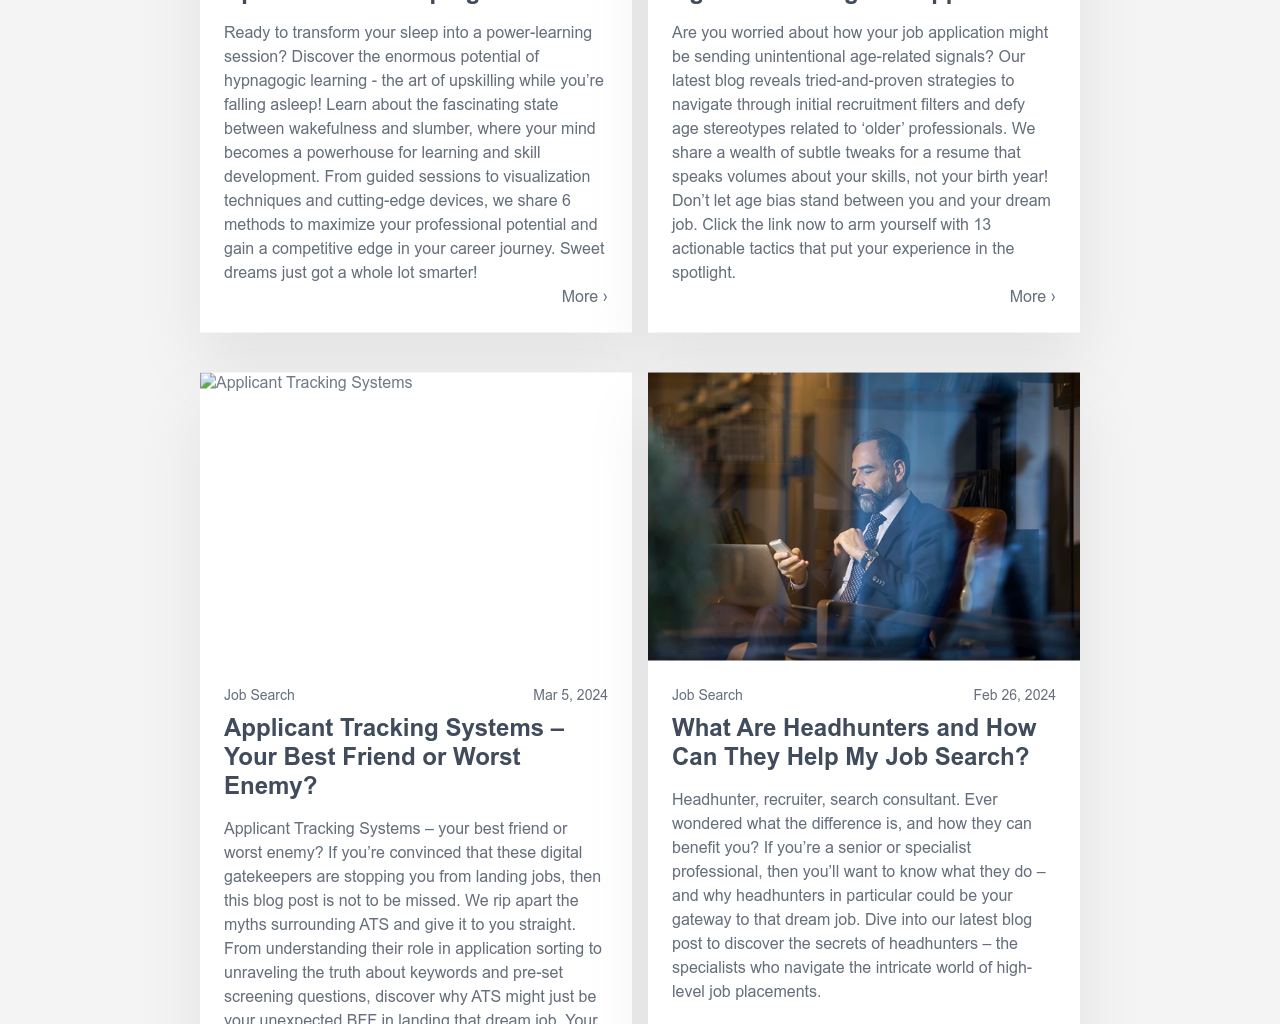 Ready to transform your sleep into a power-learning
session? Discover the enormous potential of
hypnagogic learning - the art of upskilling while you’re
falling asleep! Learn about the fascinating state
between wakefulness and slumber, where your mind
becomes a powerhouse for learning and skill
development. From guided sessions to visualization
techniques and cutting-edge devices, we share 6
methods to maximize your professional potential and
gain a competitive edge in your career journey. Sweet
dreams just got a whole lot smarter!
More ›
Are you worried about how your job application might
be sending unintentional age-related signals? Our
latest blog reveals tried-and-proven strategies to
navigate through initial recruitment filters and defy
age stereotypes related to ‘older’ professionals. We
share a wealth of subtle tweaks for a resume that
speaks volumes about your skills, not your birth year!
Don’t let age bias stand between you and your dream
job. Click the link now to arm yourself with 13
actionable tactics that put your experience in the
spotlight.
More ›
Applicant Tracking Systems
Job Search
Mar 5, 2024
Applicant Tracking Systems –
Your Best Friend or Worst
Enemy?
Applicant Tracking Systems – your best friend or
worst enemy? If you’re convinced that these digital
gatekeepers are stopping you from landing jobs, then
this blog post is not to be missed. We rip apart the
myths surrounding ATS and give it to you straight.
From understanding their role in application sorting to
unraveling the truth about keywords and pre-set
screening questions, discover why ATS might just be
your unexpected BFF in landing that dream job. Your
Job Search
Feb 26, 2024
What Are Headhunters and How
Can They Help My Job Search?
Headhunter, recruiter, search consultant. Ever
wondered what the difference is, and how they can
benefit you? If you’re a senior or specialist
professional, then you’ll want to know what they do –
and why headhunters in particular could be your
gateway to that dream job. Dive into our latest blog
post to discover the secrets of headhunters – the
specialists who navigate the intricate world of high-
level job placements.